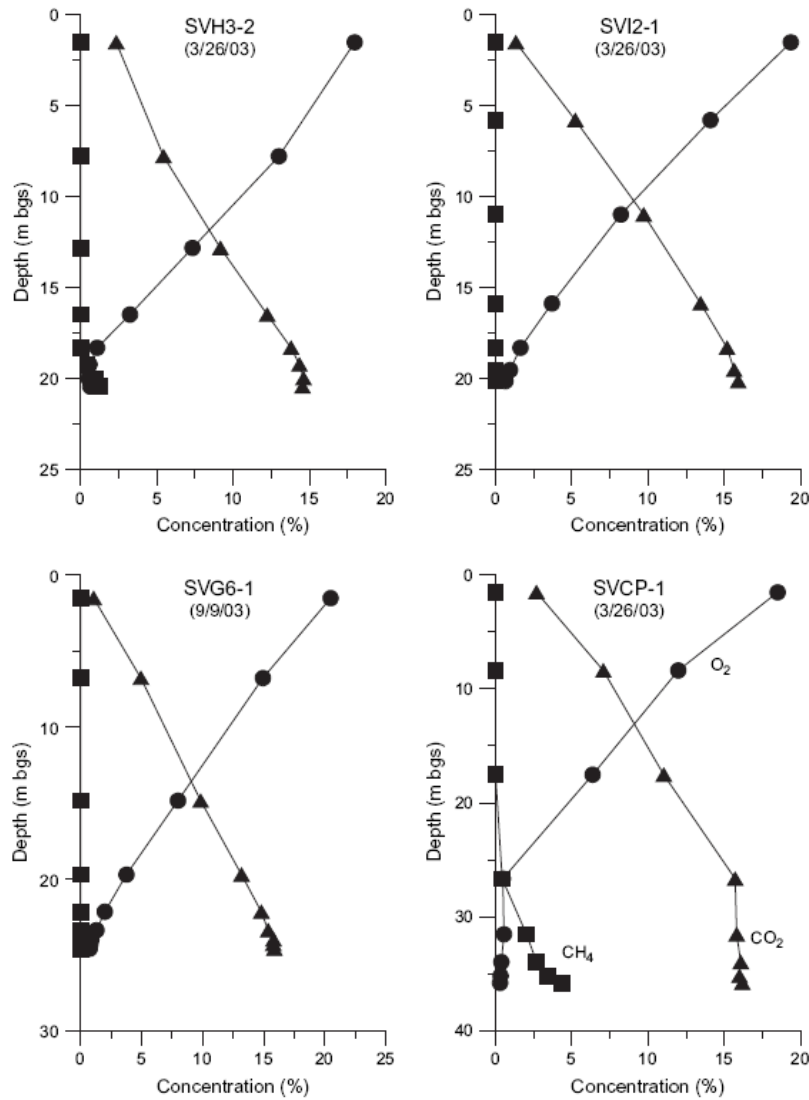 SVH3-2
(3/26/03)
0
5
10
15
20
25
Depth (m bgs)
0 5 10 15 20
Concentration (%)
SVI2-1
(3/26/03)
0
5
10
15
20
25
Depth (m bgs)
0 5 10 15 20
Concentration (%)
SVG6-1
(9/9/03)
0
10
20
30
Depth (m bgs)
0 5 10 15 20 25
Concentration (%)
SVCP-1
(3/26/03)
O₂
CH₄
CO₂
0
10
20
30
40
Depth (m bgs)
0 5 10 15 20
Concentration (%)